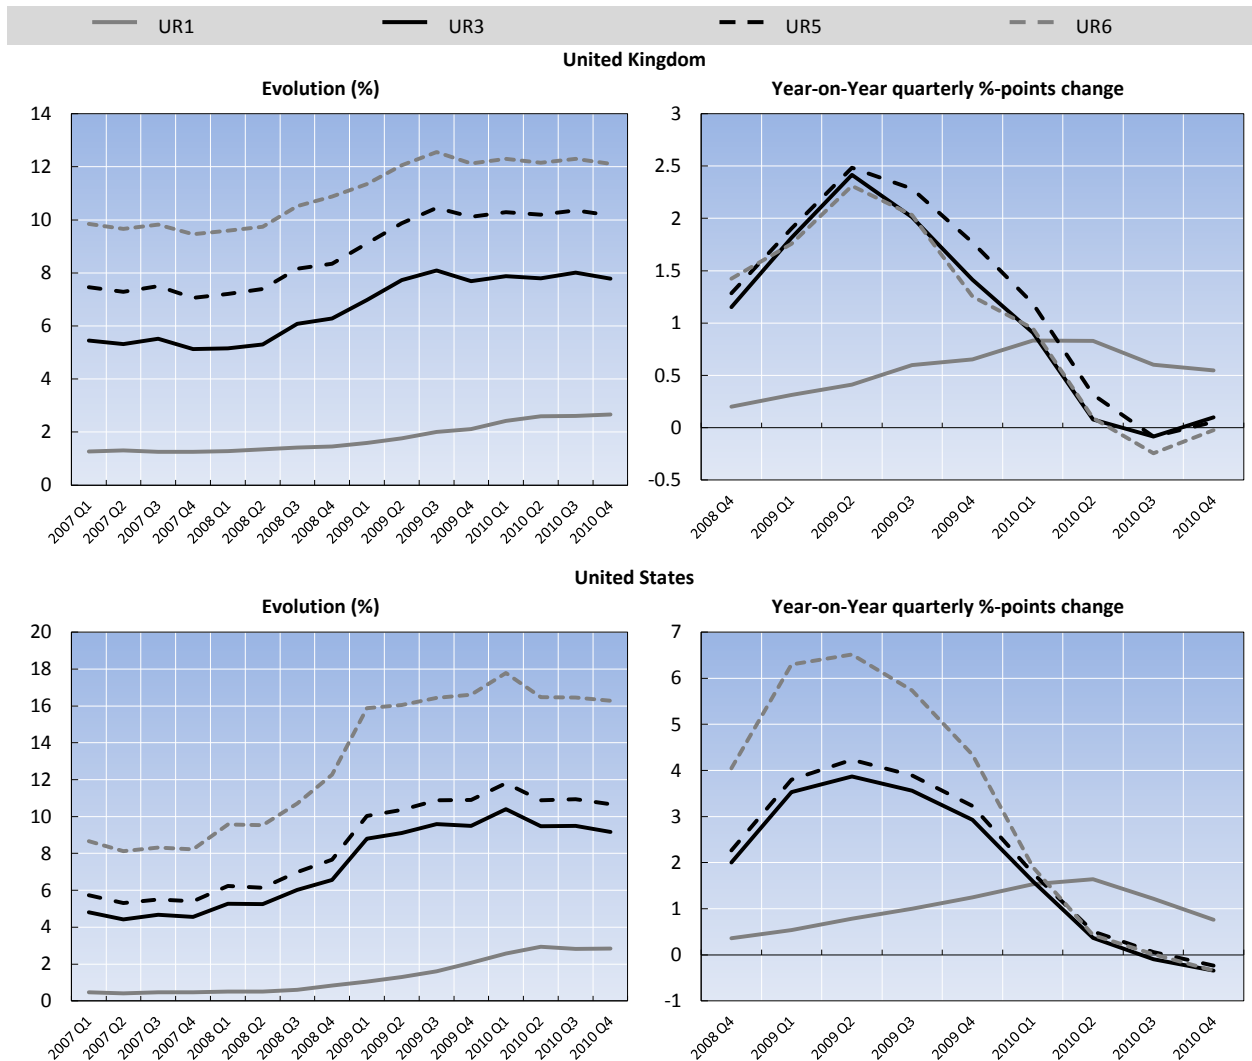 UR1 UR3 UR5 UR6
United Kingdom
Evolution (%)
14
12
10
8
6
4
2
0
2007 Q1
2007 Q2
2007 Q3
2007 Q4
2008 Q1
2008 Q2
2008 Q3
2008 Q4
2009 Q1
2009 Q2
2009 Q3
2009 Q4
2010 Q1
2010 Q2
2010 Q3
2010 Q4
Year-on-Year quarterly %-points change
3
2.5
2
1.5
1
0.5
0
-0.5
2008 Q4
2009 Q1
2009 Q2
2009 Q3
2009 Q4
2010 Q1
2010 Q2
2010 Q3
2010 Q4
United States
Evolution (%)
20
18
16
14
12
10
8
6
4
2
0
2007 Q1
2007 Q2
2007 Q3
2007 Q4
2008 Q1
2008 Q2
2008 Q3
2008 Q4
2009 Q1
2009 Q2
2009 Q3
2009 Q4
2010 Q1
2010 Q2
2010 Q3
2010 Q4
Year-on-Year quarterly %-points change
7
6
5
4
3
2
1
0
-1
2008 Q4
2009 Q1
2009 Q2
2009 Q3
2009 Q4
2010 Q1
2010 Q2
2010 Q3
2010 Q4